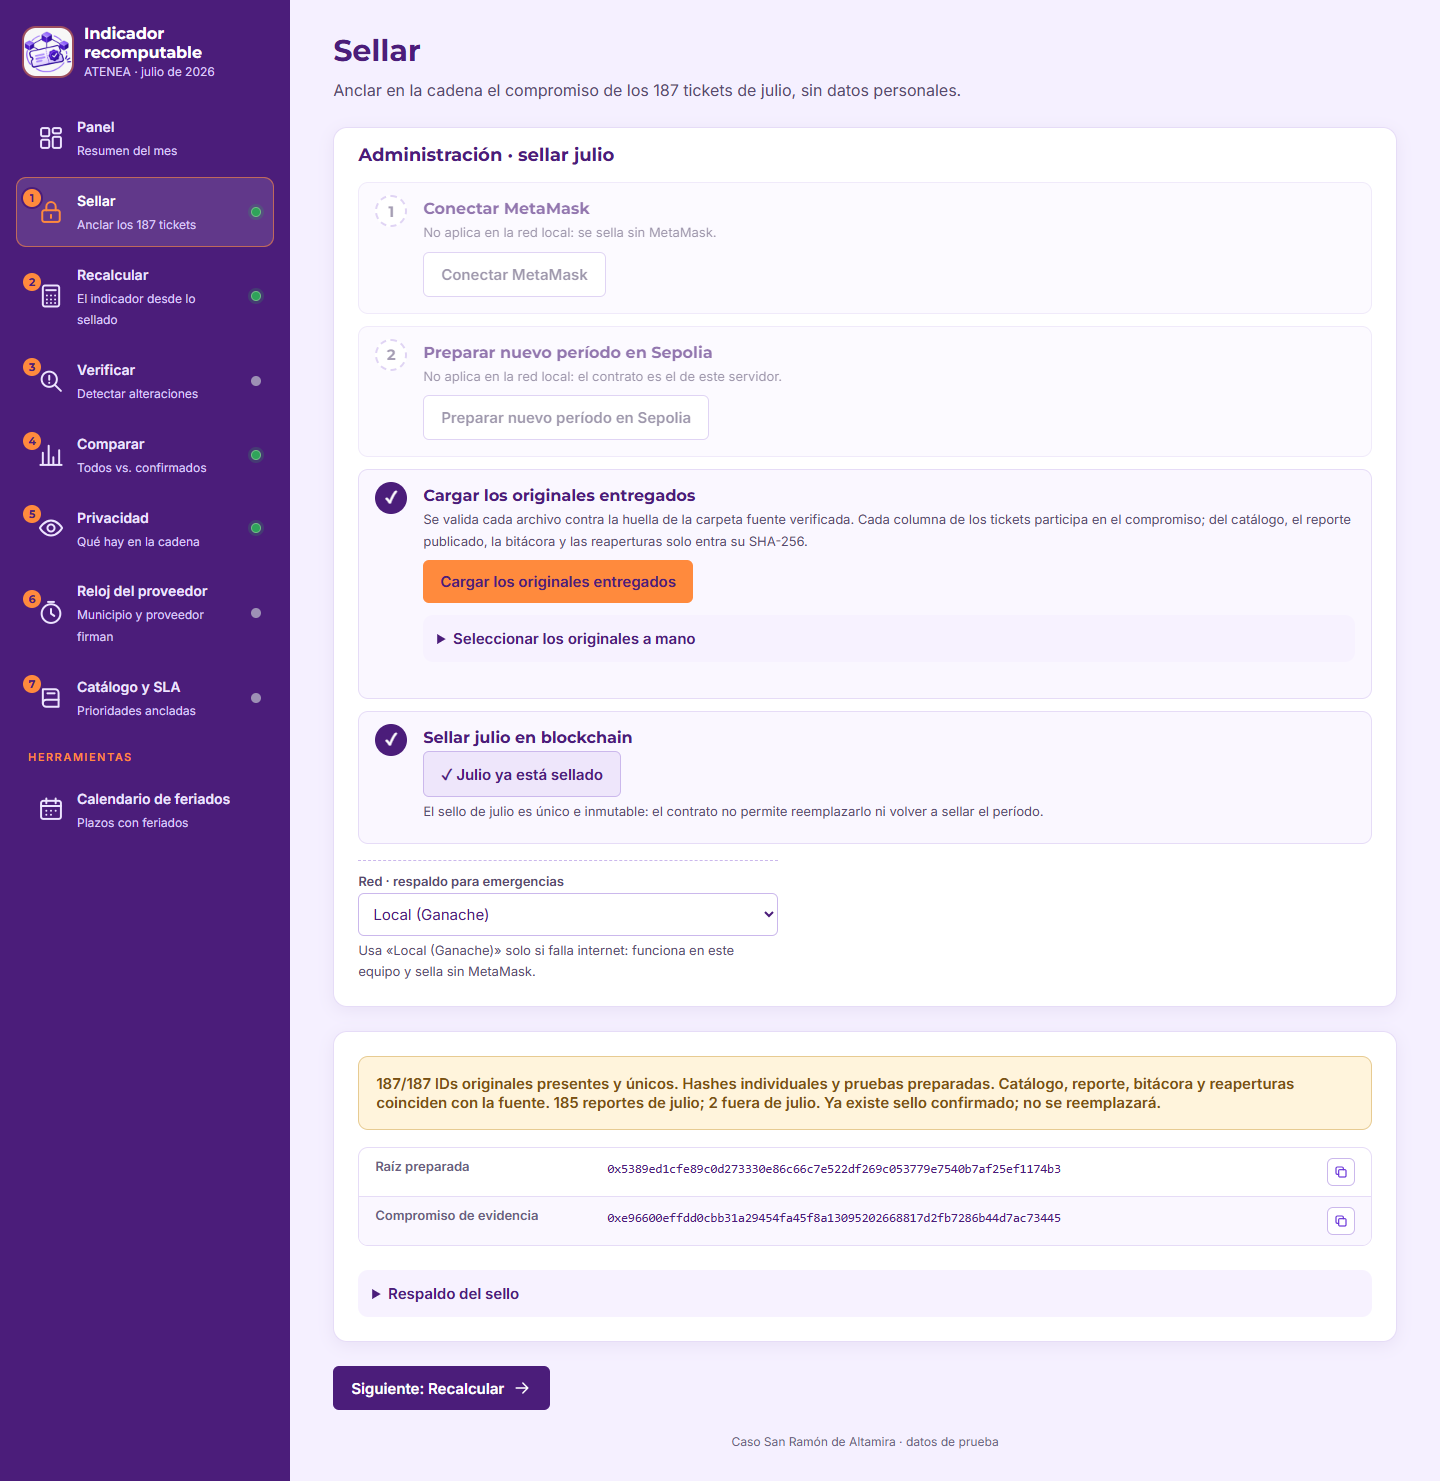 Indicador
recomputable
ATENEA · julio de 2026
Panel
Resumen del mes
1
Sellar
Anclar los 187 tickets
2
Recalcular
El indicador desde lo
sellado
3
Verificar
Detectar alteraciones
4
Comparar
Todos vs. confirmados
5
Privacidad
Qué hay en la cadena
6
Reloj del proveedor
Municipio y proveedor
firman
7
Catálogo y SLA
Prioridades ancladas
HERRAMIENTAS
Calendario de feriados
Plazos con feriados
Sellar
Anclar en la cadena el compromiso de los 187 tickets de julio, sin datos personales.
Administración · sellar julio
1
Conectar MetaMask
No aplica en la red local: se sella sin MetaMask.
Conectar MetaMask
2
Preparar nuevo período en Sepolia
No aplica en la red local: el contrato es el de este servidor.
Preparar nuevo período en Sepolia
✓
Cargar los originales entregados
Se valida cada archivo contra la huella de la carpeta fuente verificada. Cada columna de los tickets participa en el compromiso; del catálogo, el reporte
publicado, la bitácora y las reaperturas solo entra su SHA-256.
Cargar los originales entregados
▶ Seleccionar los originales a mano
✓
Sellar julio en blockchain
✓ Julio ya está sellado
El sello de julio es único e inmutable: el contrato no permite reemplazarlo ni volver a sellar el período.
Red · respaldo para emergencias
Local (Ganache)
Usa «Local (Ganache)» solo si falla internet: funciona en este
equipo y sella sin MetaMask.
187/187 IDs originales presentes y únicos. Hashes individuales y pruebas preparadas. Catálogo, reporte, bitácora y reaperturas
coinciden con la fuente. 185 reportes de julio; 2 fuera de julio. Ya existe sello confirmado; no se reemplazará.
Raíz preparada
0x5389ed1cfe89c0d273330e86c66c7e522df269c053779e7540b7af25ef1174b3
Compromiso de evidencia
0xe96600effdd0cbb31a29454fa45f8a13095202668817d2fb7286b44d7ac73445
▶ Respaldo del sello
Siguiente: Recalcular →
Caso San Ramón de Altamira · datos de prueba